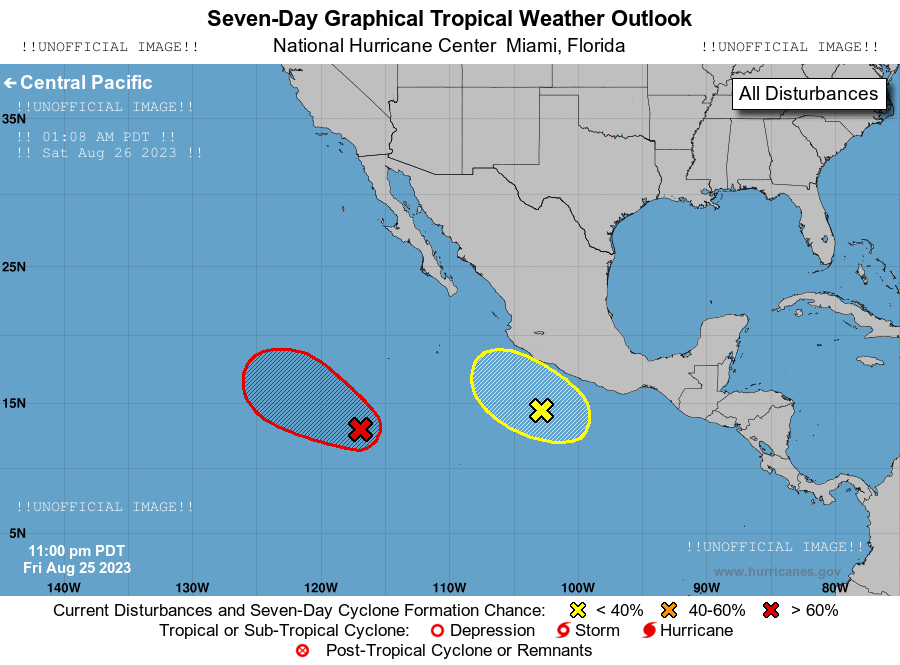 Seven-Day Graphical Tropical Weather Outlook
!!UNOFFICIAL IMAGE!! National Hurricane Center Miami, Florida !!UNOFFICIAL IMAGE!!
← Central Pacific
All Disturbances
!!UNOFFICIAL IMAGE!!
35N
!! 01:08 AM PDT !!
!! Sat Aug 26 2023 !!
25N
15N
!!UNOFFICIAL IMAGE!!
5N
11:00 pm PDT
Fri Aug 25 2023
!!UNOFFICIAL IMAGE!!
www.hurricanes.gov
140W 130W 120W 110W 100W 90W 80W
Current Disturbances and Seven-Day Cyclone Formation Chance: < 40% 40-60% > 60%
Tropical or Sub-Tropical Cyclone: Depression Storm Hurricane
Post-Tropical Cyclone or Remnants